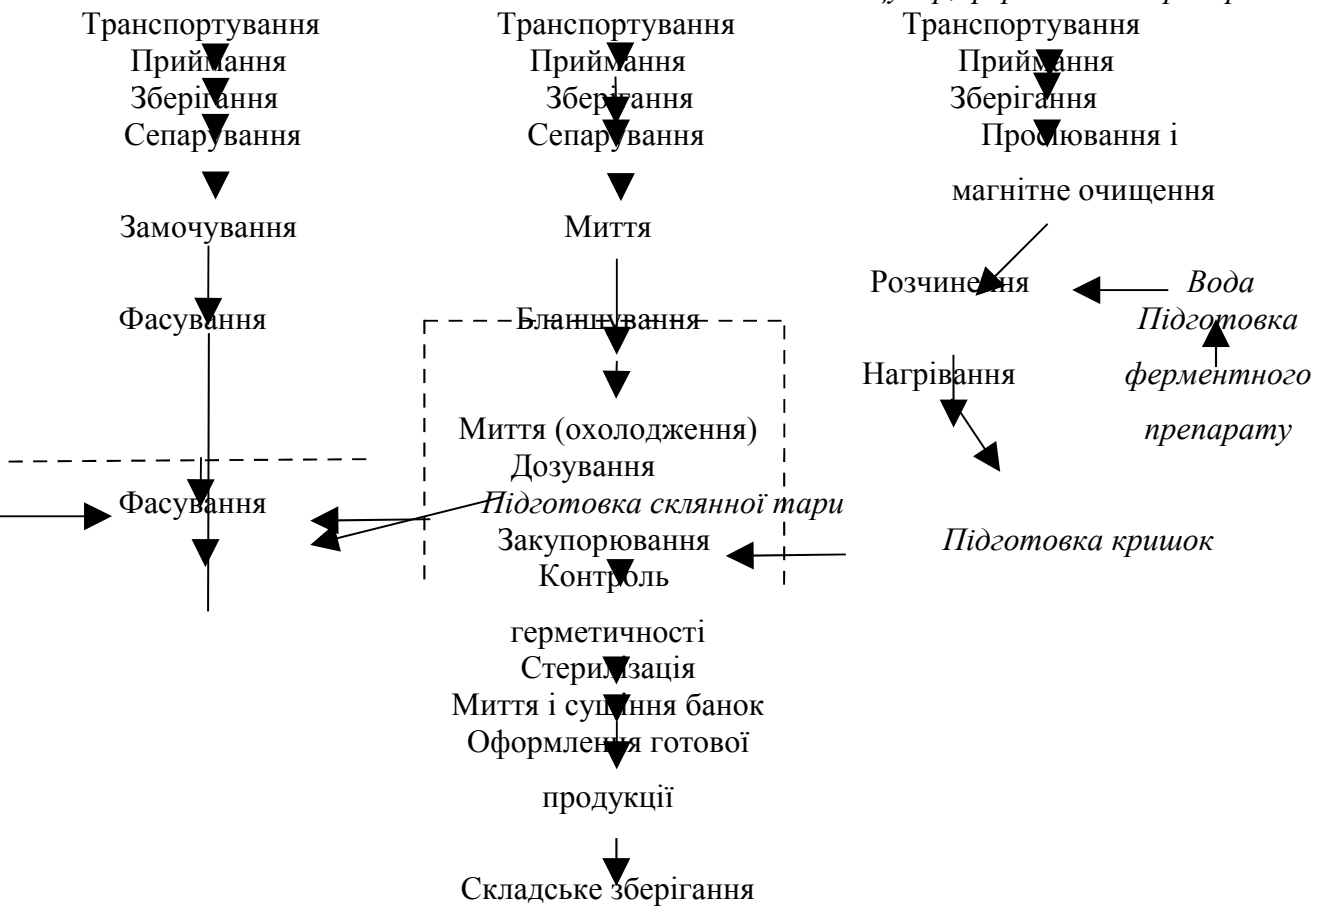 Транспортування Транспортування Транспортування
Приймання Приймання Приймання
Зберігання Зберігання Зберігання
Сепарування Сепарування Просіювання і
магнітне очищення
Замочування Миття
Розчинення Вода
Фасування Бланшування Підготовка
Нагрівання ферментного
Миття (охолодження) препарату
Дозування
Фасування Підготовка склянної тари
Закупорювання Підготовка кришок
Контроль
герметичності
Стерилізація
Миття і сушіння банок
Оформлення готової
продукції
Складське зберігання